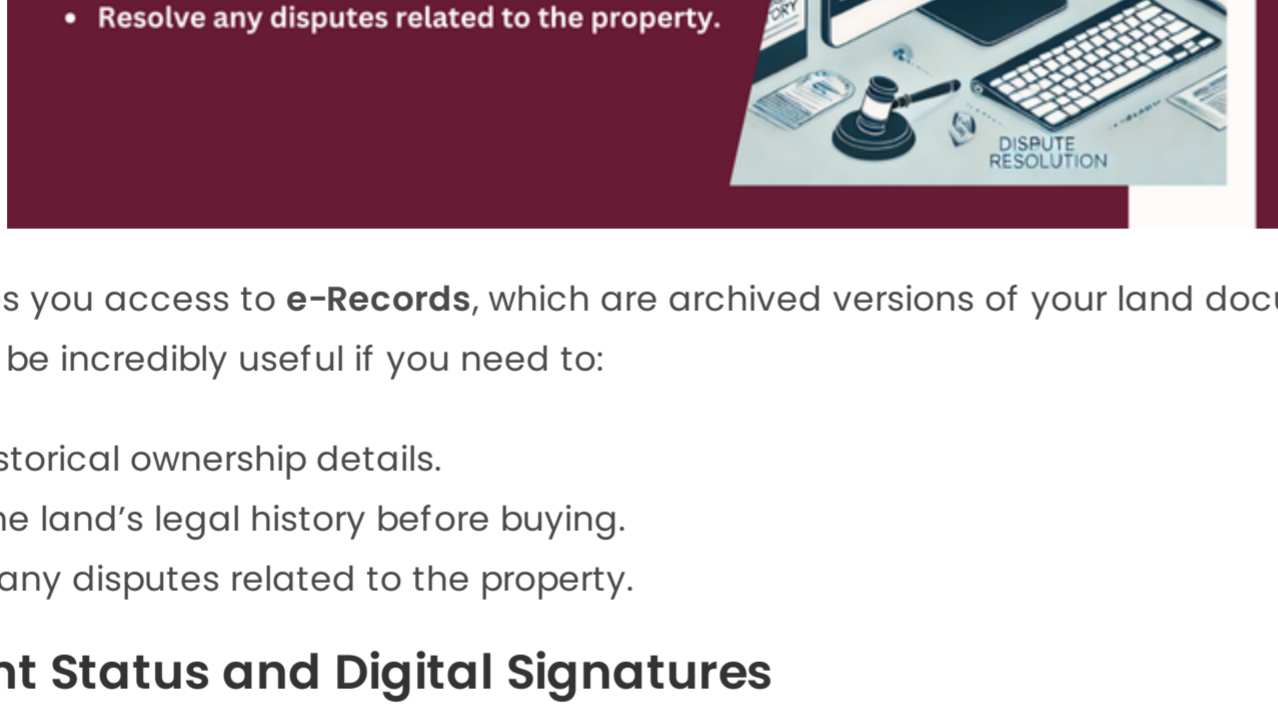 • Resolve any disputes related to the property.
ORY
DISPUTE
RESOLUTION
s you access to e-Records, which are archived versions of your land docu
be incredibly useful if you need to:
storical ownership details.
he land’s legal history before buying.
any disputes related to the property.
nt Status and Digital Signatures